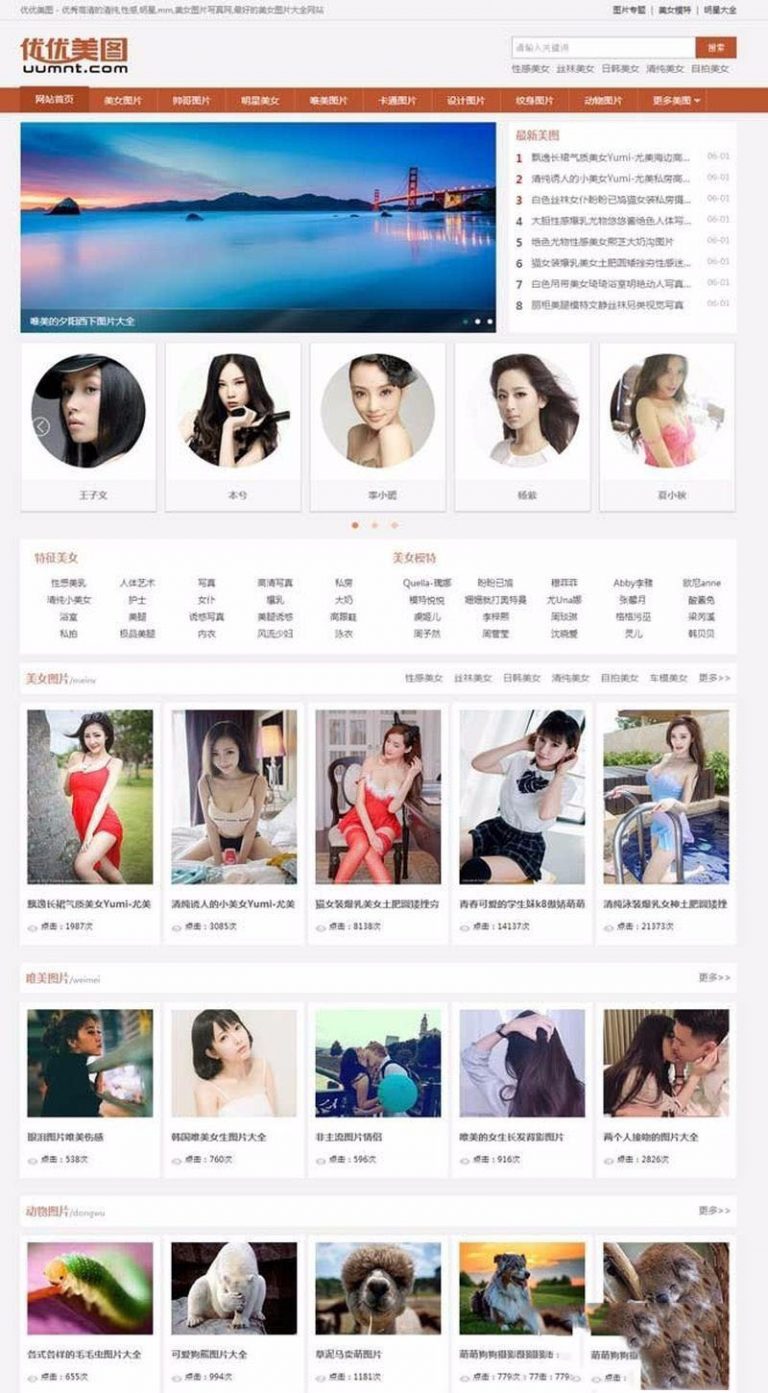 优优美图 - 优秀高清的清纯,性感,明星,mm,美女图片写真网,最好的美女图片大全网站
图片专题 | 美女模特 | 明星大全
优优美图
uumnt.com
请输入关键词
搜索
性感美女 丝袜美女 日韩美女 清纯美女 自拍美女
网站首页 美女图片 帅哥图片 明星美女 唯美图片 卡通图片 设计图片 纹身图片 动物图片 更多美图
最新美图
1 飘逸长裙气质美女Yumi-尤美海边高... 06-01
2 清纯诱人的小美女Yumi-尤美私房高... 06-01
3 白色丝袜女仆盼盼已鸠猫女装私房摄... 06-01
4 大胆性感爆乳尤物悠悠酱绝色人体写... 06-01
5 绝色尤物性感美女熙芝大奶沟图片 06-01
6 猫女装爆乳美女土肥圆矮挫穷性感迷... 06-01
7 白色吊带美女琦琦浴室明艳动人写真... 06-01
8 丽柜美腿模特文静丝袜兄美视觉写真 06-01
唯美的夕阳西下图片大全
王子文 本兮 李小璐 杨紫 夏小秋
特征美女
性感美乳 人体艺术 写真 高清写真 私房
清纯小美女 护士 女仆 爆乳 大奶
浴室 美腿 诱惑写真 美腿诱惑 高跟鞋
私拍 极品美腿 内衣 风流少妇 泳衣
美女模特
Quella-瑰娜 盼盼已鸠 穆菲菲 Abby李雅 欧尼anne
模特悦悦 姗姗就打奥特曼 尤Una娜 张馨月 酸酱兔
虞姬儿 李梓熙 周琰琳 格格污巫 梁芮溪
周予然 周雪莹 沈晓爱 灵儿 韩贝贝
美女图片/meinv
性感美女 丝袜美女 日韩美女 清纯美女 自拍美女 车模美女 更多>>
飘逸长裙气质美女Yumi-尤美
点击：1987次
清纯诱人的小美女Yumi-尤美
点击：3085次
猫女装爆乳美女土肥圆矮挫穷
点击：8138次
青春可爱的学生妹k8傲娇萌萌
点击：14137次
清纯泳装爆乳女神土肥圆矮挫
点击：21373次
唯美图片/weimei
更多>>
眼泪图片唯美伤感
点击：538次
韩国唯美女生图片大全
点击：760次
非主流图片情侣
点击：596次
唯美的女生长发背影图片
点击：916次
两个人接吻的图片大全
点击：2826次
动物图片/dongwu
更多>>
各式各样的毛毛虫图片大全
点击：655次
可爱狗熊图片大全
点击：994次
草泥马卖萌图片
点击：1181次
萌萌狗狗摄影
点击：779次
萌萌狗狗
点击：